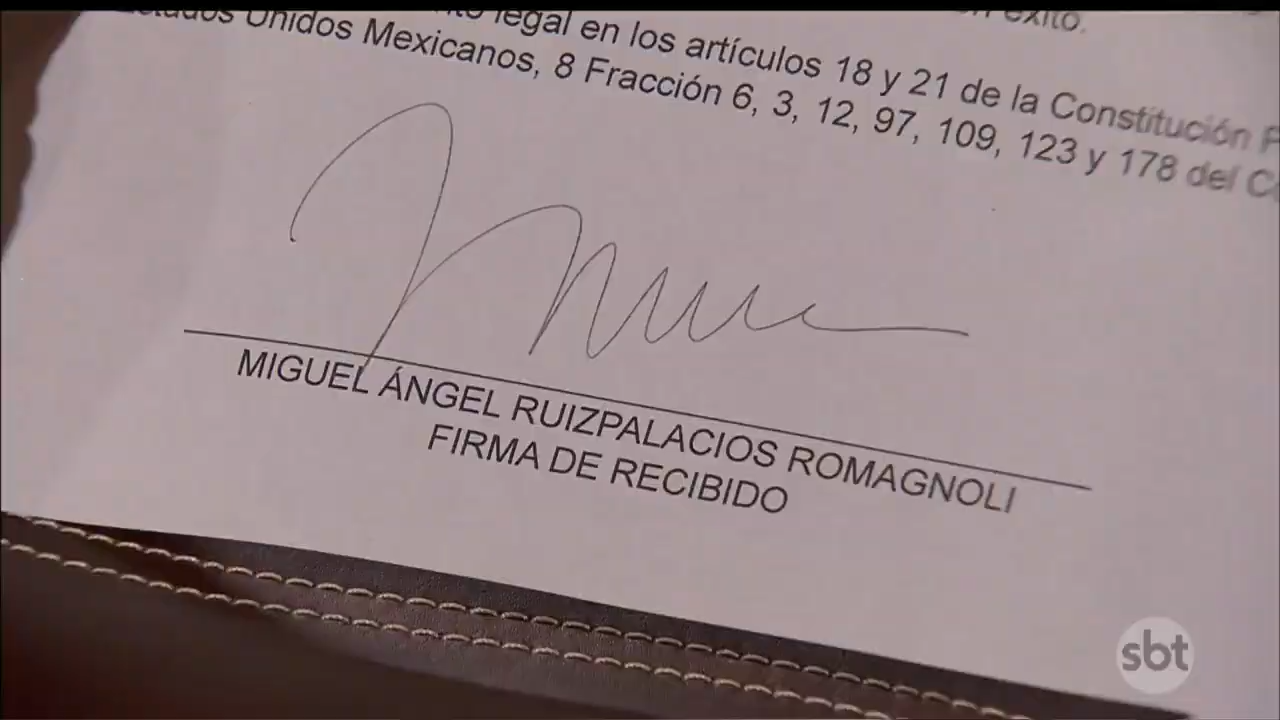 legal en los artículos 18 y 21 de la Constitución
Unidos Mexicanos, 8 Fracción 6, 3, 12, 97, 109, 123 y 178 del
MIGUEL ÁNGEL RUIZPALACIOS ROMAGNOLI
FIRMA DE RECIBIDO
sbt